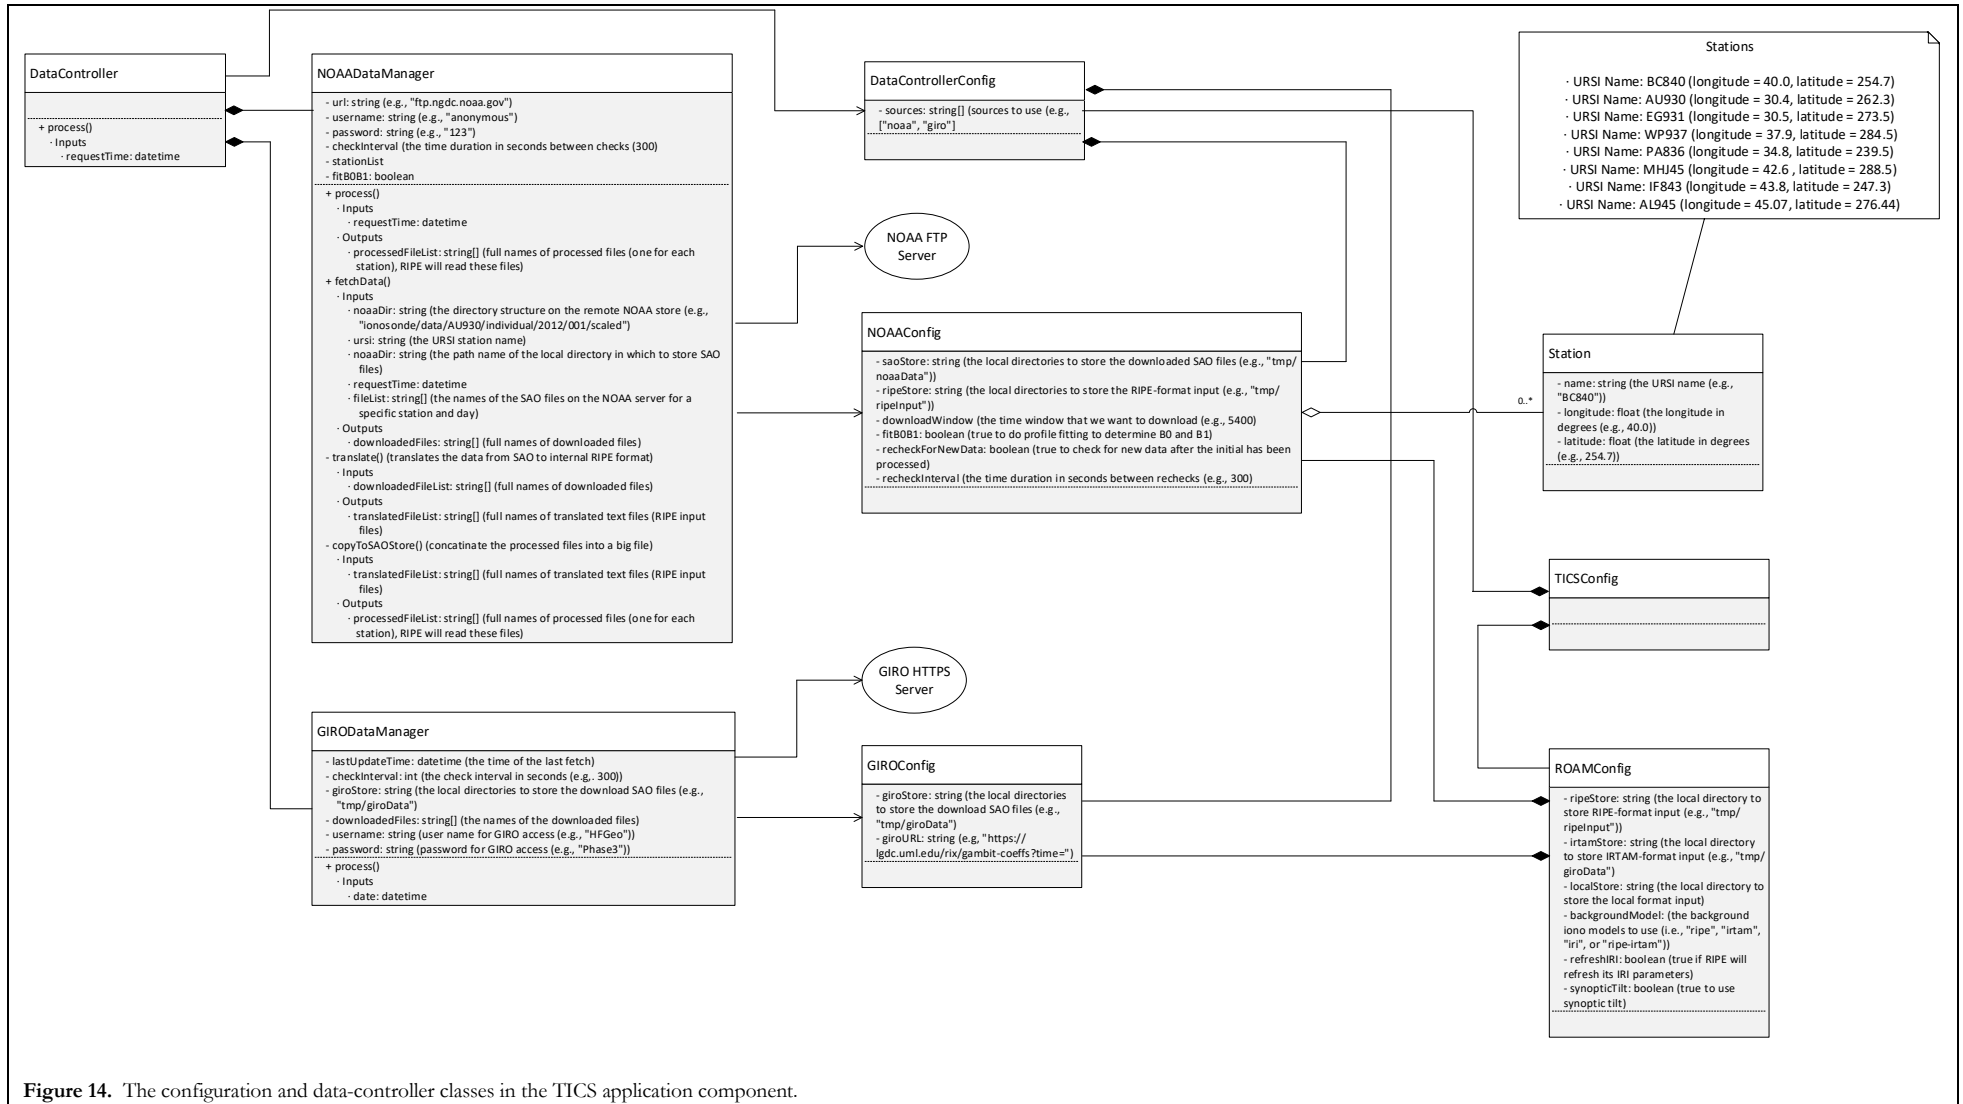 DataController
+ process()
· Inputs
· requestTime: datetime
NOAADataManager
- url: string (e.g., "ftp.ngdc.noaa.gov")
- username: string (e.g., "anonymous")
- password: string (e.g., "123")
- checkInterval (the time duration in seconds between checks (300)
- stationList
- fitB0B1: boolean
+ process()
· Inputs
· requestTime: datetime
· Outputs
· processedFileList: string[] (full names of processed files (one for each
station), RIPE will read these files)
+ fetchData()
· Inputs
· noaaDir: string (the directory structure on the remote NOAA store (e.g.,
"ionosonde/data/AU930/individual/2012/001/scaled")
· ursi: string (the URSI station name)
· noaaDir: string (the path name of the local directory in which to store SAO
files)
· requestTime: datetime
· fileList: string[] (the names of the SAO files on the NOAA server for a
specific station and day)
· Outputs
· downloadedFiles: string[] (full names of downloaded files)
- translate() (translates the data from SAO to internal RIPE format)
· Inputs
· downloadedFileList: string[] (full names of downloaded files)
· Outputs
· translatedFileList: string[] (full names of translated text files (RIPE input
files)
- copyToSAOStore() (concatinate the processed files into a big file)
· Inputs
· translatedFileList: string[] (full names of translated text files (RIPE input
files)
· Outputs
· processedFileList: string[] (full names of processed files (one for each
station), RIPE will read these files)
GIRODataManager
- lastUpdateTime: datetime (the time of the last fetch)
- checkInterval: int (the check interval in seconds (e.g,. 300))
- giroStore: string (the local directories to store the download SAO files (e.g.,
"tmp/giroData")
- downloadedFiles: string[] (the names of the downloaded files)
- username: string (user name for GIRO access (e.g., "HFGeo"))
- password: string (password for GIRO access (e.g., "Phase3"))
+ process()
· Inputs
· date: datetime
DataControllerConfig
- sources: string[] (sources to use (e.g.,
["noaa", "giro"]
NOAA FTP
Server
NOAAConfig
- saoStore: string (the local directories to store the downloaded SAO files (e.g., "tmp/
noaaData"))
- ripeStore: string (the local directories to store the RIPE-format input (e.g., "tmp/
ripeInput"))
- downloadWindow (the time window that we want to download (e.g., 5400)
- fitB0B1: boolean (true to do profile fitting to determine B0 and B1)
- recheckForNewData: boolean (true to check for new data after the initial has been
processed)
- recheckInterval (the time duration in seconds between rechecks (e.g., 300)
GIRO HTTPS
Server
GIROConfig
- giroStore: string (the local directories
to store the download SAO files (e.g.,
"tmp/giroData")
- giroURL: string (e.g, "https://
lgdc.uml.edu/rix/gambit-coeffs?time=")
Stations
· URSI Name: BC840 (longitude = 40.0, latitude = 254.7)
· URSI Name: AU930 (longitude = 30.4, latitude = 262.3)
· URSI Name: EG931 (longitude = 30.5, latitude = 273.5)
· URSI Name: WP937 (longitude = 37.9, latitude = 284.5)
· URSI Name: PA836 (longitude = 34.8, latitude = 239.5)
· URSI Name: MHJ45 (longitude = 42.6 , latitude = 288.5)
· URSI Name: IF843 (longitude = 43.8, latitude = 247.3)
· URSI Name: AL945 (longitude = 45.07, latitude = 276.44)
0..*
Station
- name: string (the URSI name (e.g.,
"BC840"))
- longitude: float (the longitude in
degrees (e.g., 40.0))
- latitude: float (the latitude in degrees
(e.g., 254.7))
TICSConfig
ROAMConfig
- ripeStore: string (the local directory to
store RIPE-format input (e.g., "tmp/
ripeInput"))
- irtamStore: string (the local directory
to store IRTAM-format input (e.g., "tmp/
giroData")
- localStore: string (the local directory to
store the local format input)
- backgroundModel: (the background
iono models to use (i.e., "ripe", "irtam",
"iri", or "ripe-irtam"))
- refreshIRI: boolean (true if RIPE will
refresh its IRI parameters)
- synopticTilt: boolean (true to use
synoptic tilt)
Figure 14. The configuration and data-controller classes in the TICS application component.